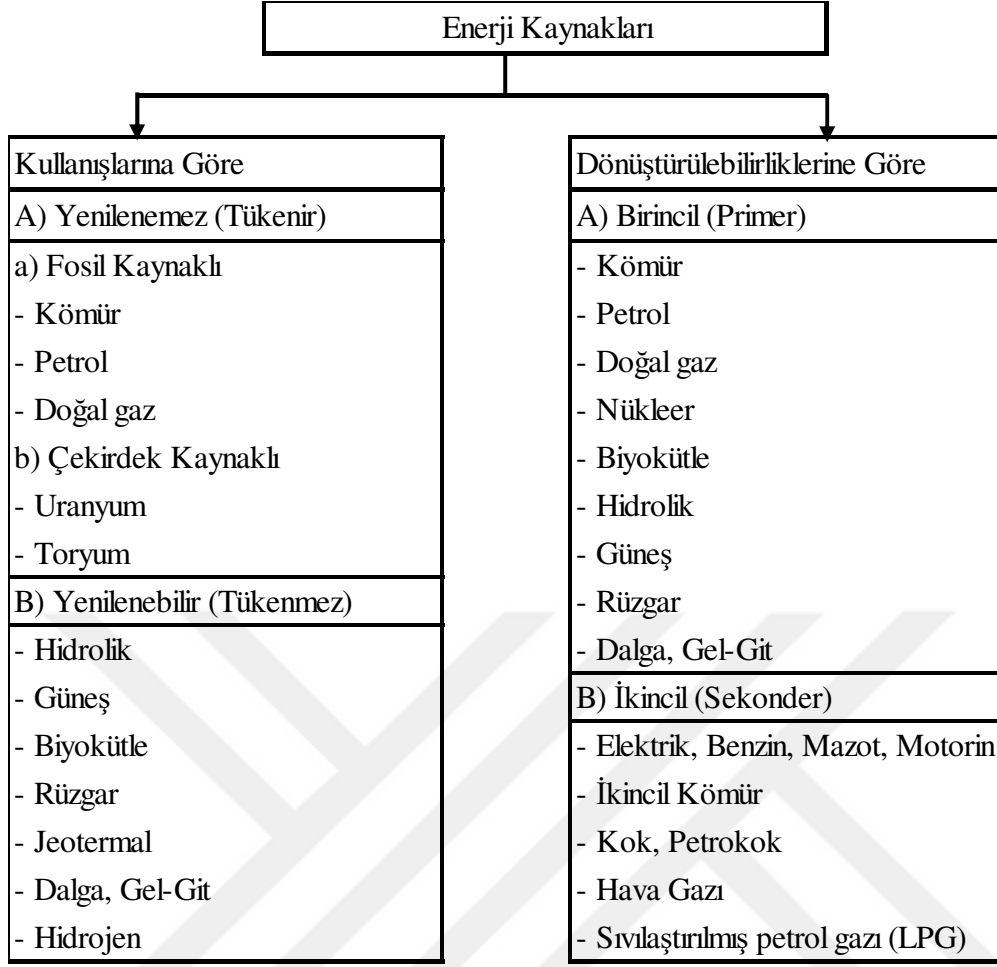 Enerji Kaynakları
Kullanışlarına Göre
A) Yenilenemez (Tükenir)
a) Fosil Kaynaklı
- Kömür
- Petrol
- Doğal gaz
b) Çekirdek Kaynaklı
- Uranyum
- Toryum
B) Yenilenebilir (Tükenmez)
- Hidrolik
- Güneş
- Biyokütle
- Rüzgar
- Jeotermal
- Dalga, Gel-Git
- Hidrojen
Dönüştürülebilirliklerine Göre
A) Birincil (Primer)
- Kömür
- Petrol
- Doğal gaz
- Nükleer
- Biyokütle
- Hidrolik
- Güneş
- Rüzgar
- Dalga, Gel-Git
B) İkincil (Sekonder)
- Elektrik, Benzin, Mazot, Motorin
- İkincil Kömür
- Kok, Petrokok
- Hava Gazı
- Sıvılaştırılmış petrol gazı (LPG)